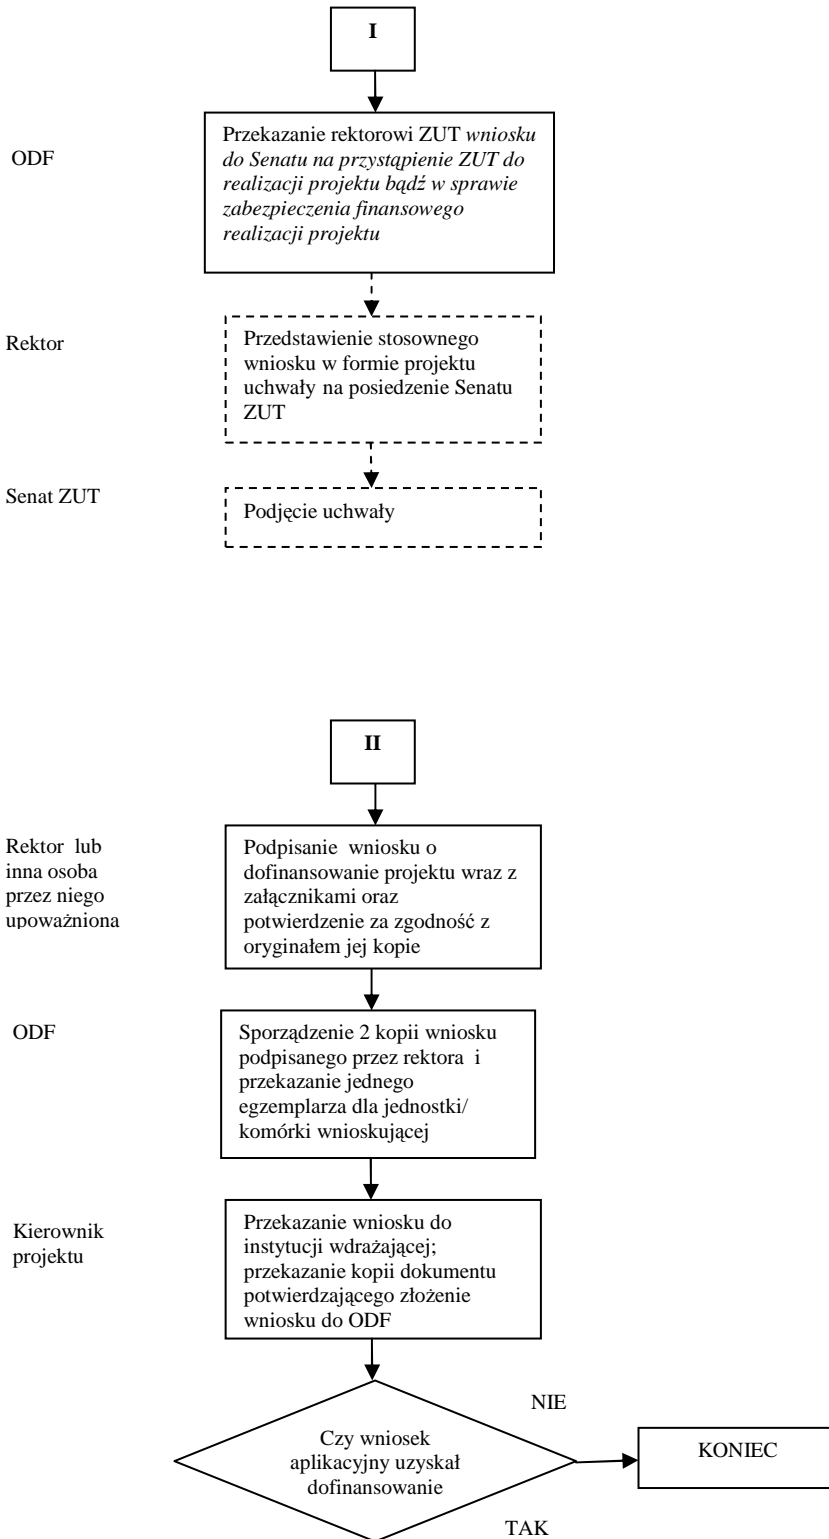 I
ODF
Przekazanie rektorowi ZUT wniosku
do Senatu na przystąpienie ZUT do
realizacji projektu bądź w sprawie
zabezpieczenia finansowego
realizacji projektu
Rektor
Przedstawienie stosownego
wniosku w formie projektu
uchwały na posiedzenie Senatu
ZUT
Senat ZUT
Podjęcie uchwały
II
Rektor lub
inna osoba
przez niego
upoważniona
Podpisanie wniosku o
dofinansowanie projektu wraz z
załącznikami oraz
potwierdzenie za zgodność z
oryginałem jej kopie
ODF
Sporządzenie 2 kopii wniosku
podpisanego przez rektora i
przekazanie jednego
egzemplarza dla jednostki/
komórki wnioskującej
Kierownik
projektu
Przekazanie wniosku do
instytucji wdrażającej;
przekazanie kopii dokumentu
potwierdzającego złożenie
wniosku do ODF
NIE
Czy wniosek
aplikacyjny uzyskał
dofinansowanie
KONIEC
TAK